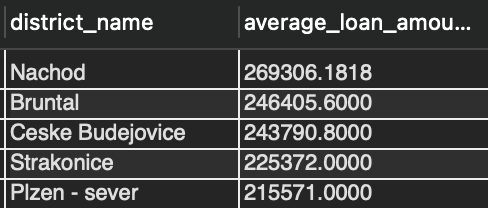 district_name average_loan_amou...
Nachod 269306.1818
Bruntal 246405.6000
Ceske Budejovice 243790.8000
Strakonice 225372.0000
Plzen - sever 215571.0000